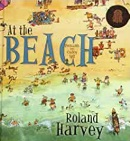 At the
BEACH
Roland
Harvey